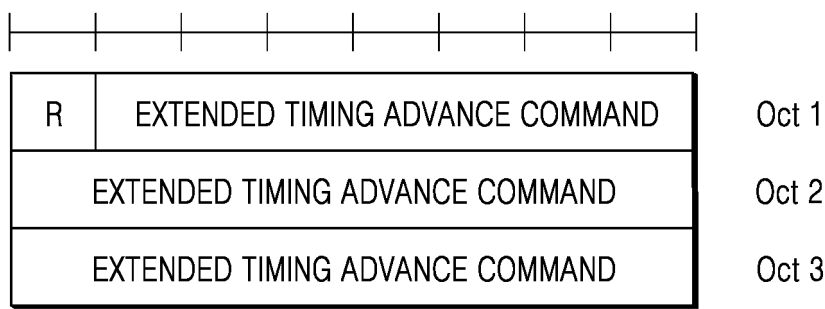 R EXTENDED TIMING ADVANCE COMMAND Oct 1
EXTENDED TIMING ADVANCE COMMAND Oct 2
EXTENDED TIMING ADVANCE COMMAND Oct 3